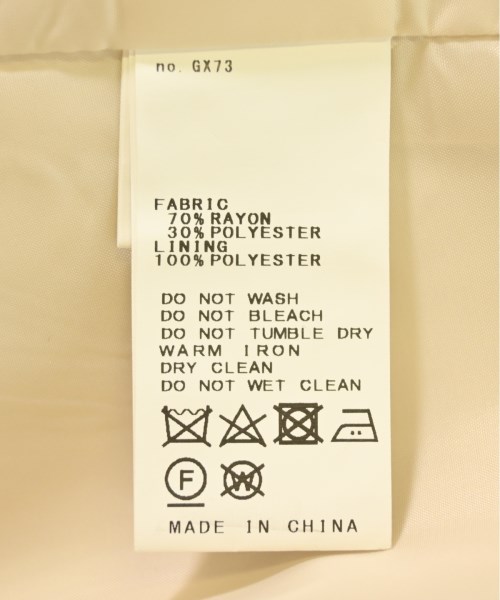 no. GX73
FABRIC
70% RAYON
30% POLYESTER
LINING
100% POLYESTER
DO NOT WASH
DO NOT BLEACH
DO NOT TUMBLE DRY
WARM IRON
DRY CLEAN
DO NOT WET CLEAN
F W
MADE IN CHINA